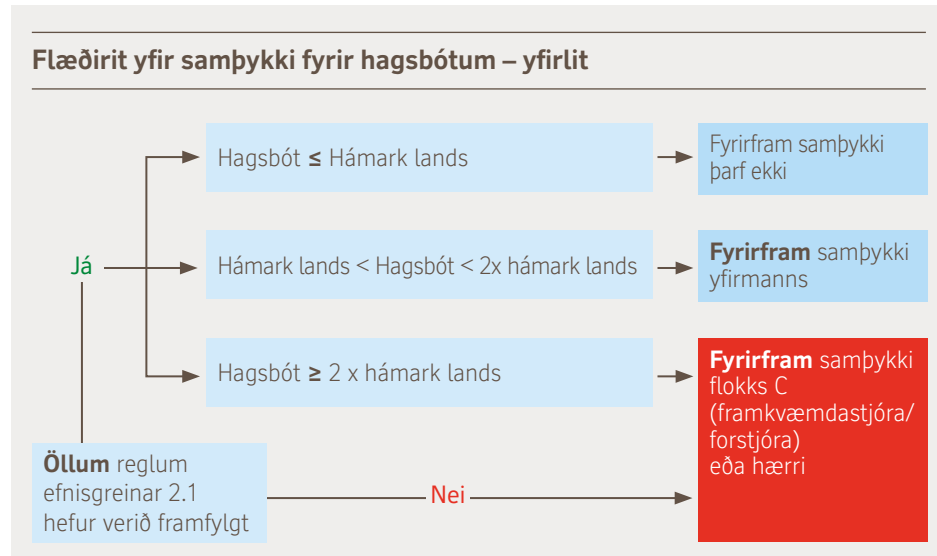 Flæðirit yfir samþykki fyrir hagsbótum – yfirlit
Hagsbót ≤ Hámark lands
Fyrirfram samþykki
þarf ekki
Já
Hámark lands < Hagsbót < 2x hámark lands
Fyrirfram samþykki
yfirmanns
Hagsbót ≥ 2 x hámark lands
Fyrirfram samþykki
flokks C
(framkvæmdastjóra/
forstjóra)
eða hærri
Öllum reglum
efnisgreinar 2.1
hefur verið framfylgt
Nei